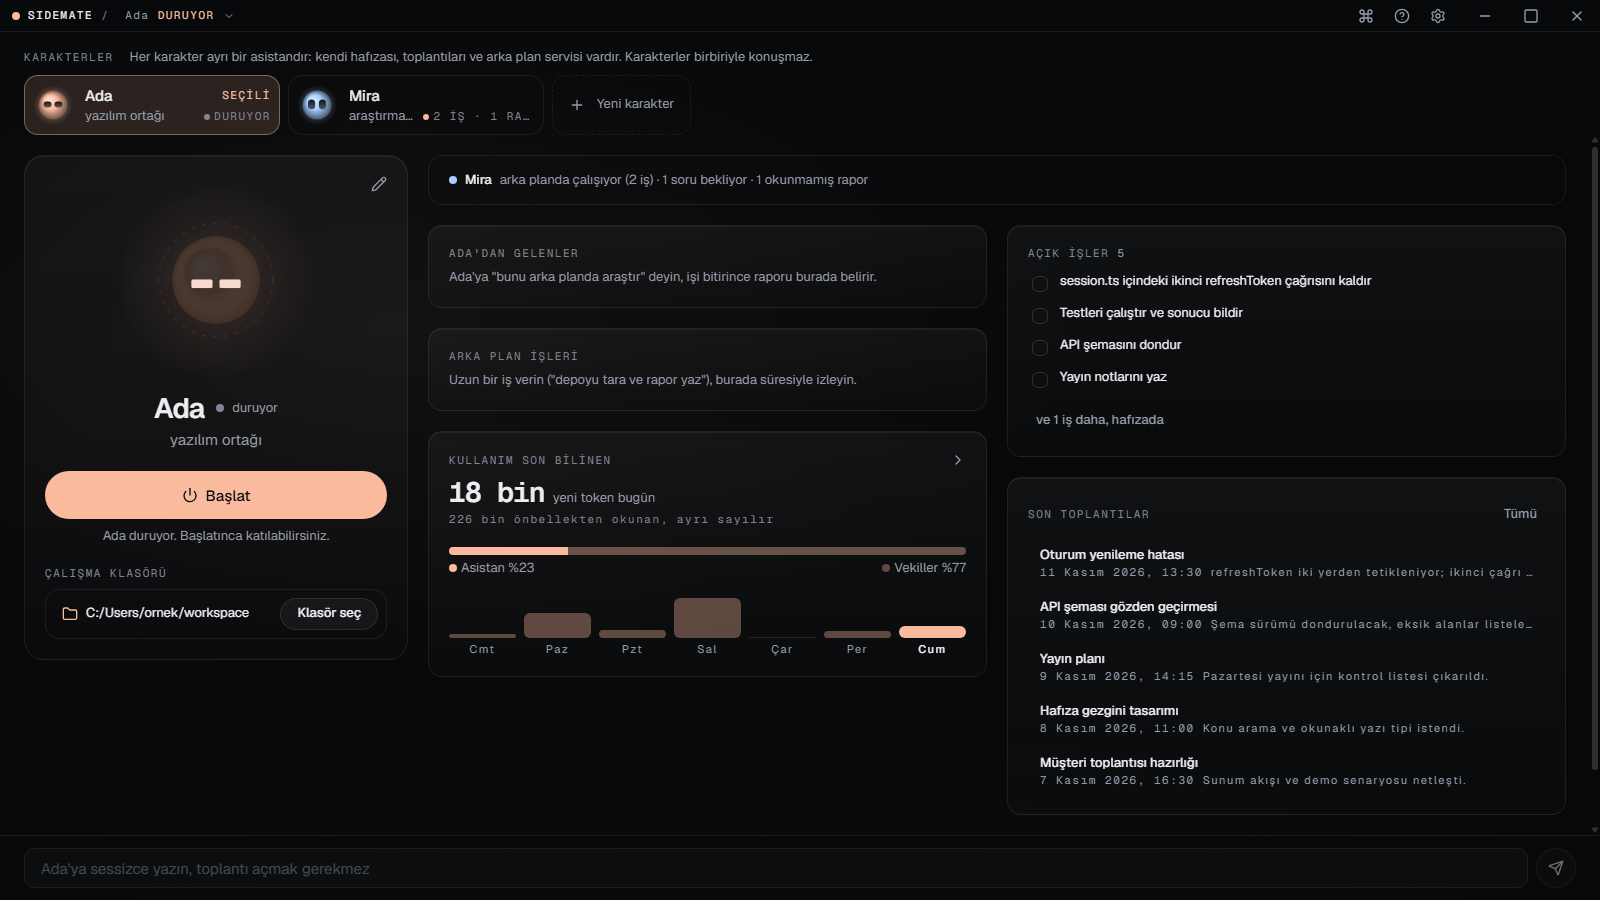 SIDEMATE / Ada DURUYOR
KARAKTERLER Her karakter ayrı bir asistandır: kendi hafızası, toplantıları ve arka plan servisi vardır. Karakterler birbiriyle konuşmaz.
Ada SEÇİLİ
yazılım ortağı DURUYOR
Mira
araştırma… 2 İŞ · 1 RA…
Yeni karakter
Ada duruyor
yazılım ortağı
Başlat
Ada duruyor. Başlatınca katılabilirsiniz.
ÇALIŞMA KLASÖRÜ
C:/Users/ornek/workspace Klasör seç
Mira arka planda çalışıyor (2 iş) · 1 soru bekliyor · 1 okunmamış rapor
ADA'DAN GELENLER
Ada'ya "bunu arka planda araştır" deyin, işi bitirince raporu burada belirir.
ARKA PLAN İŞLERİ
Uzun bir iş verin ("depoyu tara ve rapor yaz"), burada süresiyle izleyin.
KULLANIM SON BİLİNEN
18 bin yeni token bugün
226 bin önbellekten okunan, ayrı sayılır
Asistan %23 Vekiller %77
Cmt Paz Pzt Sal Çar Per Cum
AÇIK İŞLER 5
session.ts içindeki ikinci refreshToken çağrısını kaldır
Testleri çalıştır ve sonucu bildir
API şemasını dondur
Yayın notlarını yaz
ve 1 iş daha, hafızada
SON TOPLANTILAR Tümü
Oturum yenileme hatası
11 Kasım 2026, 13:30 refreshToken iki yerden tetikleniyor; ikinci çağrı …
API şeması gözden geçirmesi
10 Kasım 2026, 09:00 Şema sürümü dondurulacak, eksik alanlar listele…
Yayın planı
9 Kasım 2026, 14:15 Pazartesi yayını için kontrol listesi çıkarıldı.
Hafıza gezgini tasarımı
8 Kasım 2026, 11:00 Konu arama ve okunaklı yazı tipi istendi.
Müşteri toplantısı hazırlığı
7 Kasım 2026, 16:30 Sunum akışı ve demo senaryosu netleşti.
Ada'ya sessizce yazın, toplantı açmak gerekmez